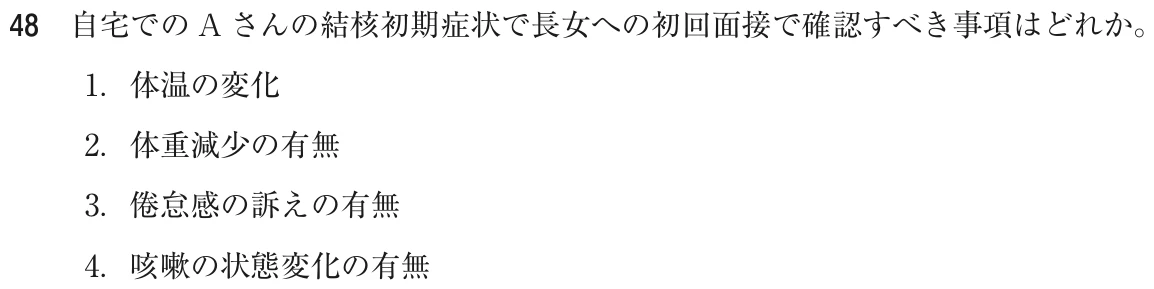 48 自宅での A さんの結核初期症状で長女への初回面接で確認すべき事項はどれか。
1. 体温の変化
2. 体重減少の有無
3. 倦怠感の訴えの有無
4. 咳嗽の状態変化の有無